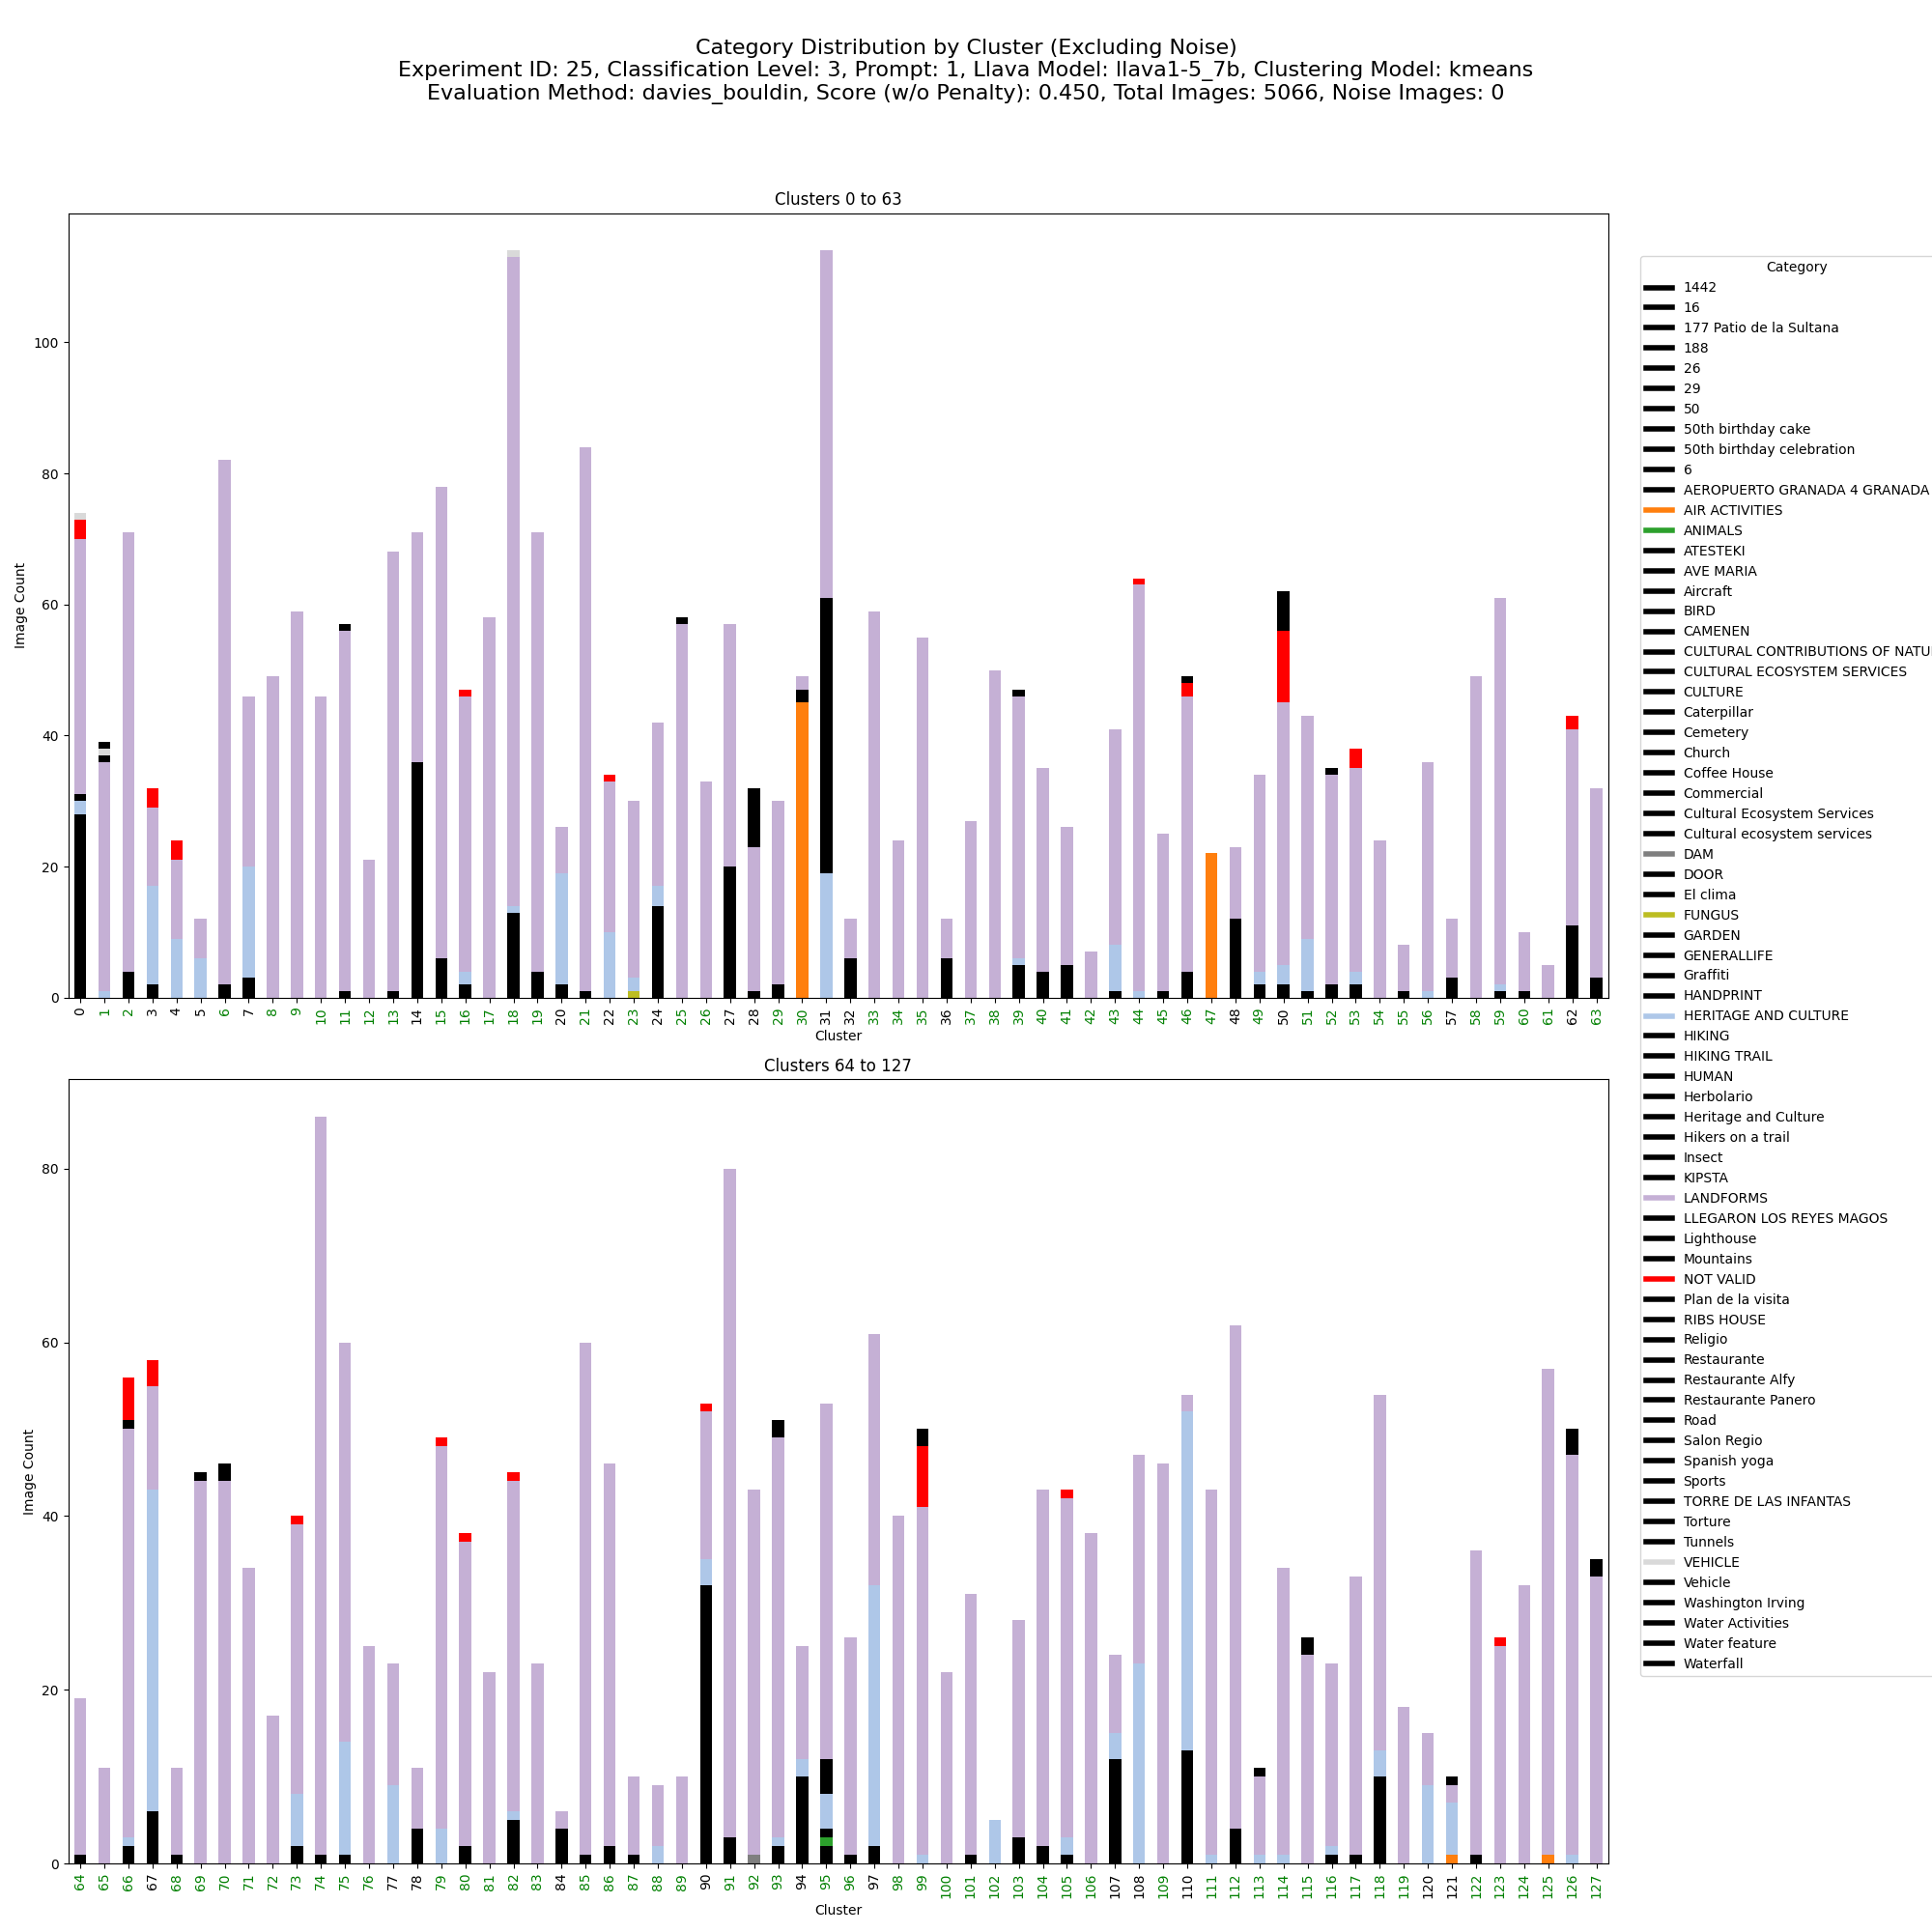 Category Distribution by Cluster (Excluding Noise)
Experiment ID: 25, Classification Level: 3, Prompt: 1, Llava Model: llava1-5_7b, Clustering Model: kmeans
Evaluation Method: davies_bouldin, Score (w/o Penalty): 0.450, Total Images: 5066, Noise Images: 0
Clusters 0 to 63
100
80
60
40
20
0
Image Count
0 1 2 3 4 5 6 7 8 9 10 11 12 13 14 15 16 17 18 19 20 21 22 23 24 25 26 27 28 29 30 31 32 33 34 35 36 37 38 39 40 41 42 43 44 45 46 47 48 49 50 51 52 53 54 55 56 57 58 59 60 61 62 63
Cluster
Clusters 64 to 127
80
60
40
20
0
Image Count
64 65 66 67 68 69 70 71 72 73 74 75 76 77 78 79 80 81 82 83 84 85 86 87 88 89 90 91 92 93 94 95 96 97 98 99 100 101 102 103 104 105 106 107 108 109 110 111 112 113 114 115 116 117 118 119 120 121 122 123 124 125 126 127
Cluster
Category
1442
16
177 Patio de la Sultana
188
26
29
50
50th birthday cake
50th birthday celebration
6
AEROPUERTO GRANADA 4 GRANADA
AIR ACTIVITIES
ANIMALS
ATESTEKI
AVE MARIA
Aircraft
BIRD
CAMENEN
CULTURAL CONTRIBUTIONS OF NATU
CULTURAL ECOSYSTEM SERVICES
CULTURE
Caterpillar
Cemetery
Church
Coffee House
Commercial
Cultural Ecosystem Services
Cultural ecosystem services
DAM
DOOR
El clima
FUNGUS
GARDEN
GENERALLIFE
Graffiti
HANDPRINT
HERITAGE AND CULTURE
HIKING
HIKING TRAIL
HUMAN
Herbolario
Heritage and Culture
Hikers on a trail
Insect
KIPSTA
LANDFORMS
LLEGARON LOS REYES MAGOS
Lighthouse
Mountains
NOT VALID
Plan de la visita
RIBS HOUSE
Religio
Restaurante
Restaurante Alfy
Restaurante Panero
Road
Salon Regio
Spanish yoga
Sports
TORRE DE LAS INFANTAS
Torture
Tunnels
VEHICLE
Vehicle
Washington Irving
Water Activities
Water feature
Waterfall